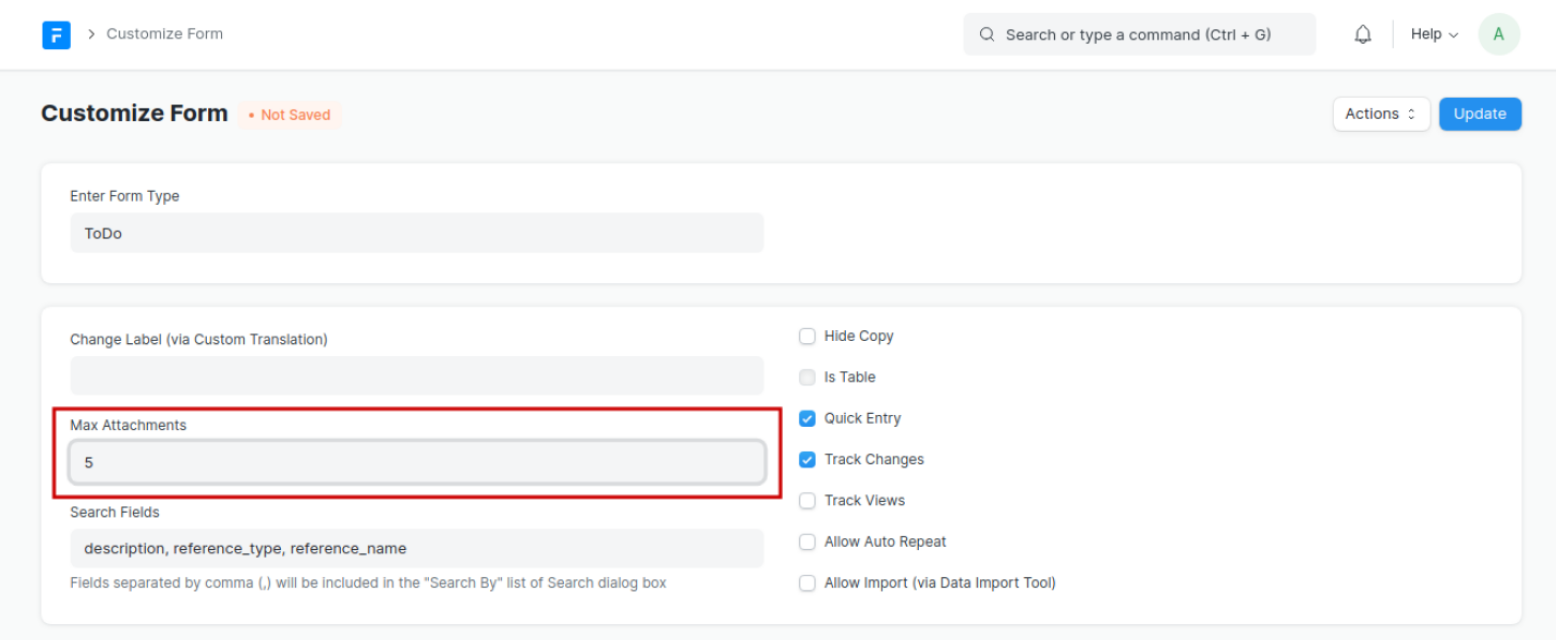 Customize Form
Search or type a command (Ctrl + G)
Help
A
Customize Form
• Not Saved
Actions
Update
Enter Form Type
ToDo
Change Label (via Custom Translation)
Hide Copy
Is Table
Max Attachments
Quick Entry
5
Track Changes
Search Fields
Track Views
description, reference_type, reference_name
Allow Auto Repeat
Fields separated by comma (,) will be included in the "Search By" list of Search dialog box
Allow Import (via Data Import Tool)